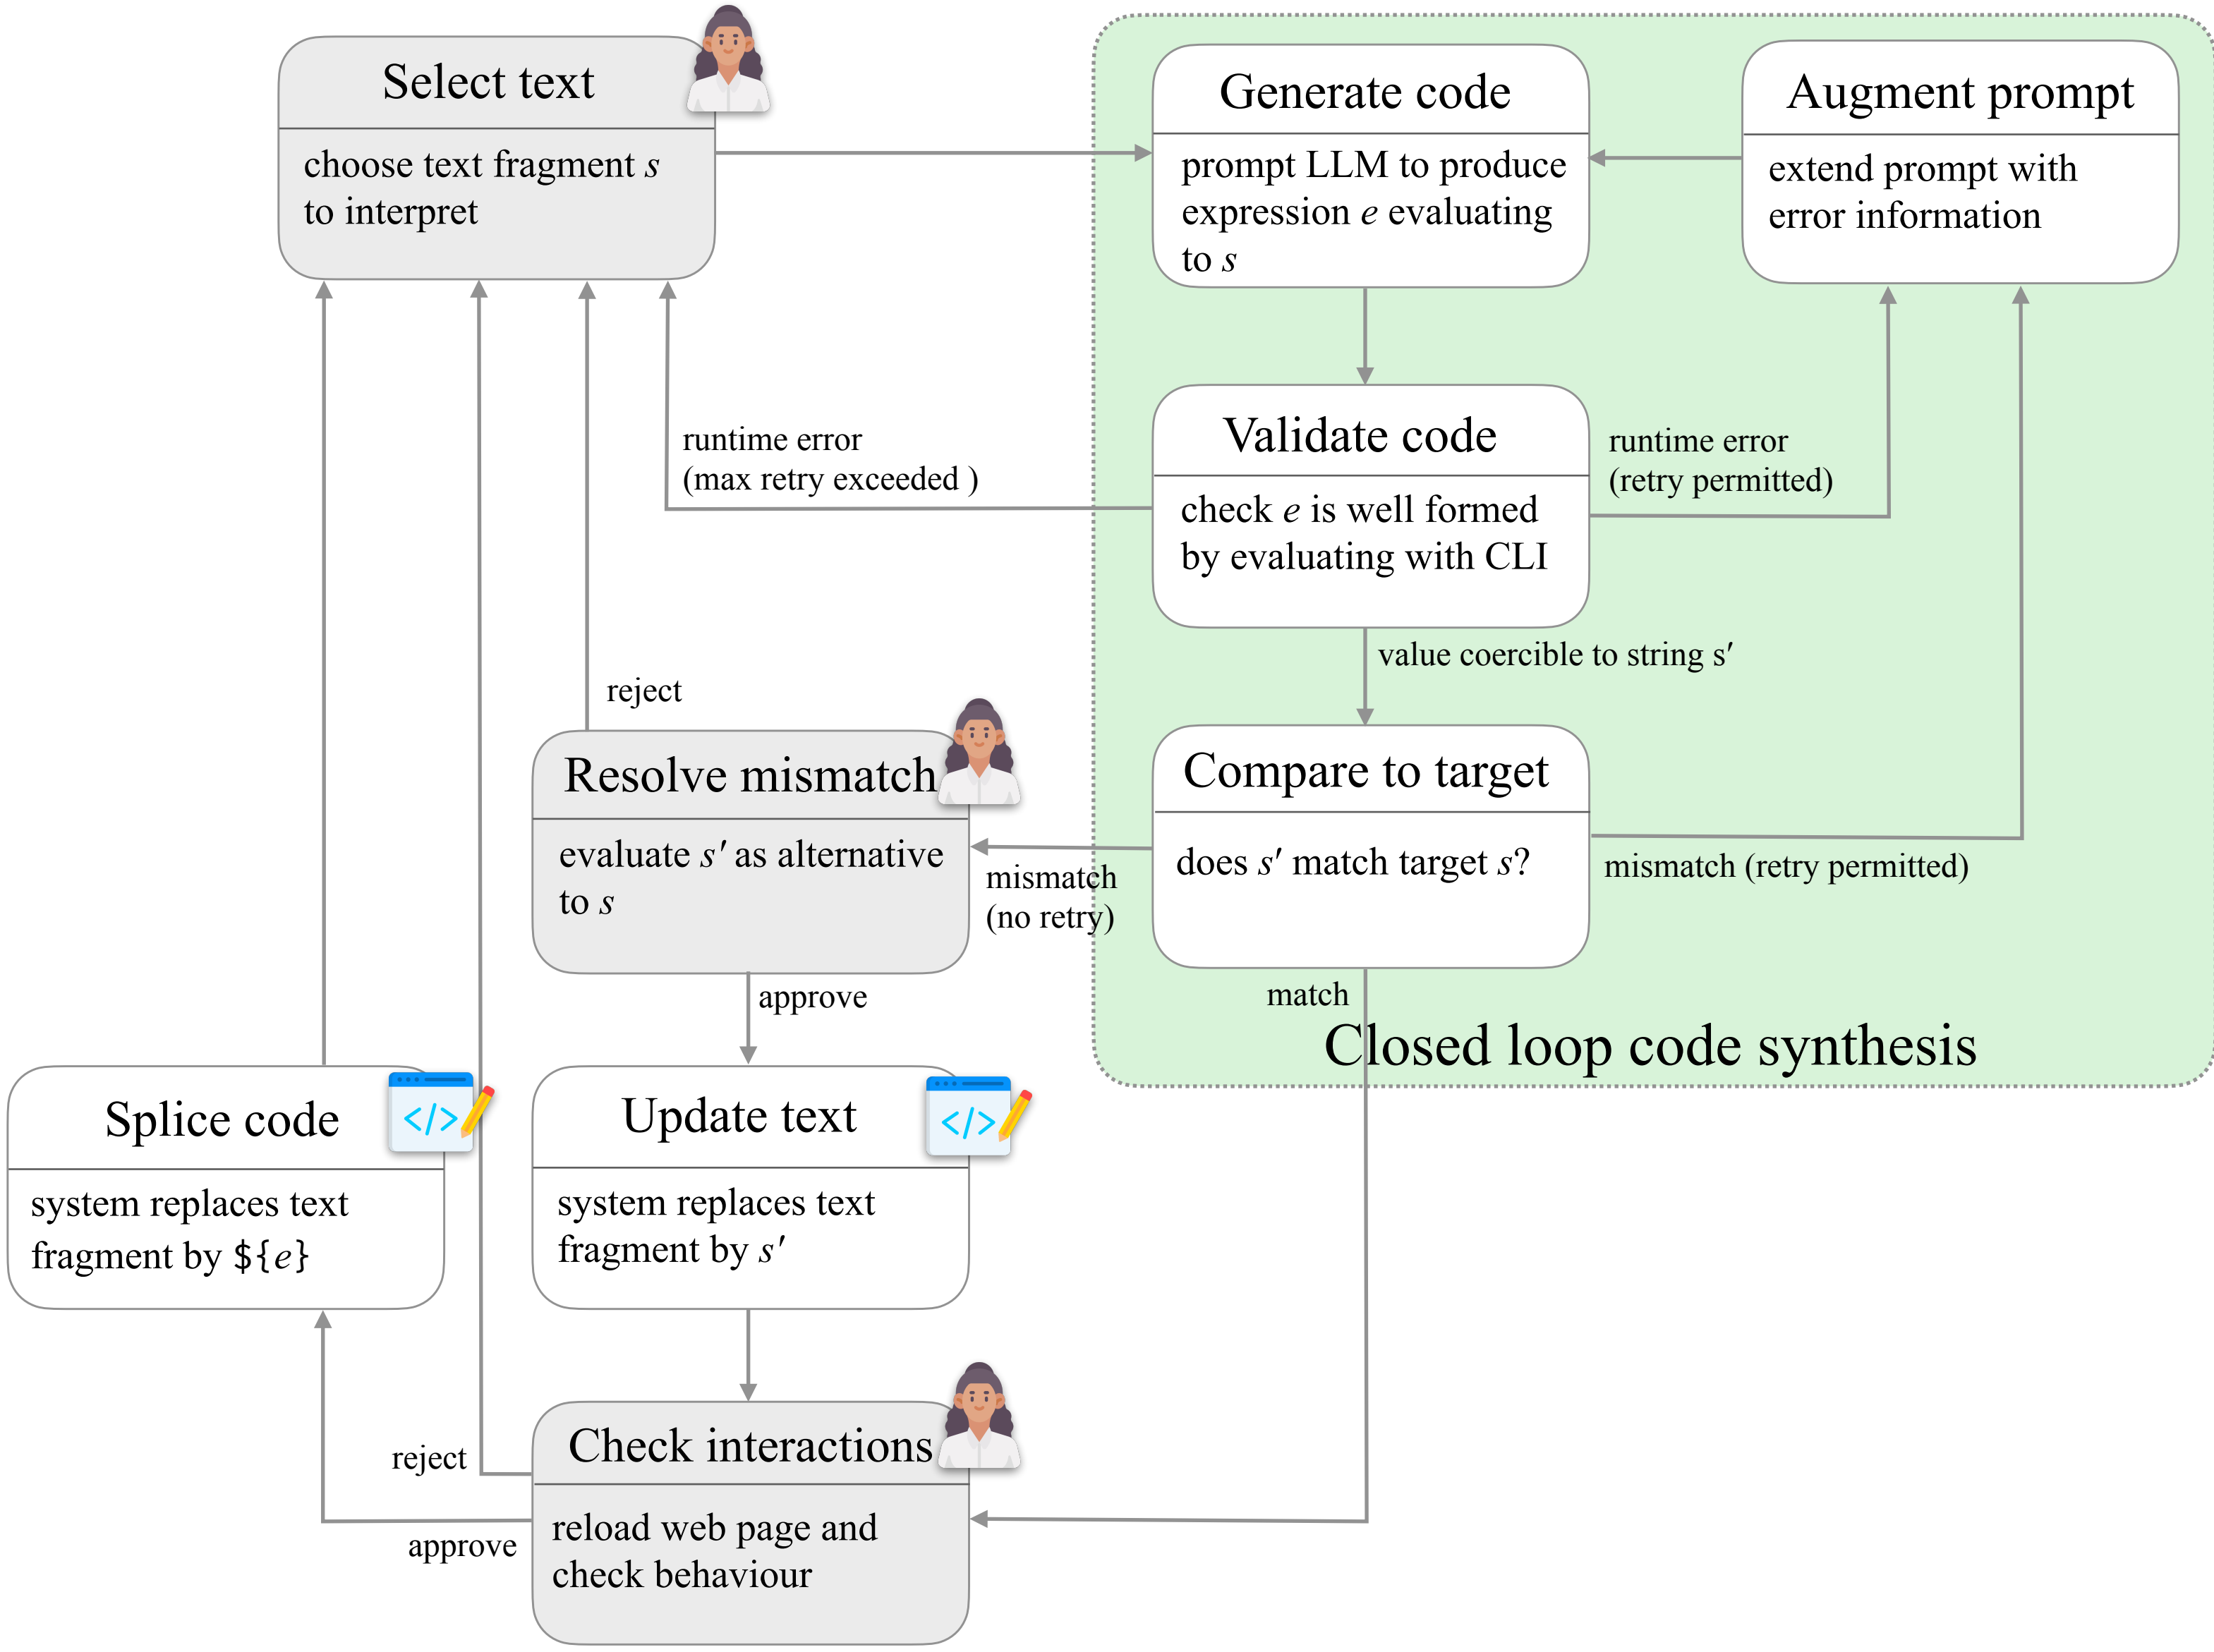 Select text
choose text fragment s
to interpret
Generate code
prompt LLM to produce
expression e evaluating
to s
Augment prompt
extend prompt with
error information
runtime error
(max retry exceeded )
Validate code
check e is well formed
by evaluating with CLI
runtime error
(retry permitted)
value coercible to string s′
reject
Resolve mismatch
evaluate s′ as alternative
to s
mismatch
(no retry)
Compare to target
does s′ match target s?
mismatch (retry permitted)
approve
match
Closed loop code synthesis
Splice code
system replaces text
fragment by ${e}
</>
Update text
system replaces text
fragment by s′
</>
reject
approve
Check interactions
reload web page and
check behaviour